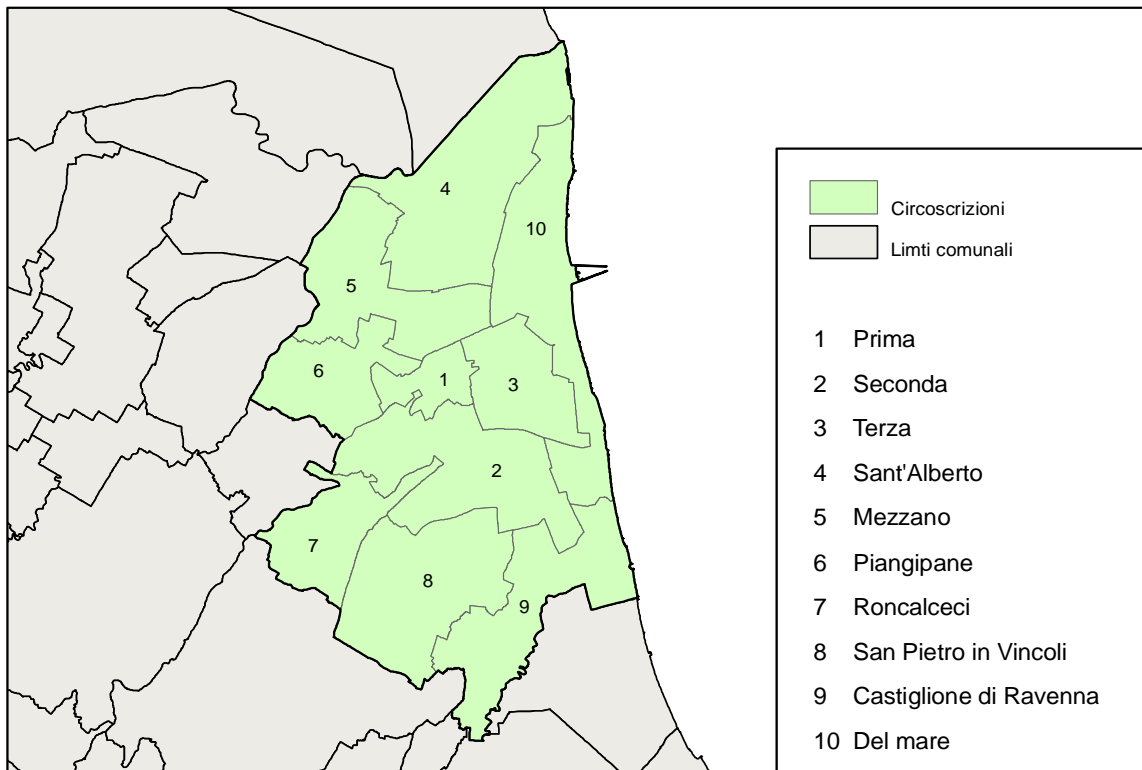 4
10
5
6
1
3
2
7
8
9
Circoscrizioni
Limti comunali
1 Prima
2 Seconda
3 Terza
4 Sant'Alberto
5 Mezzano
6 Piangipane
7 Roncalceci
8 San Pietro in Vincoli
9 Castiglione di Ravenna
10 Del mare